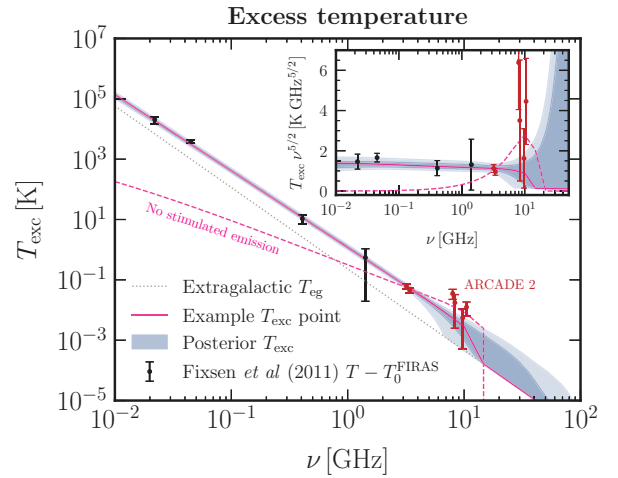 Excess temperature
T_exc [K]
10^7
10^5
10^3
10^1
10^−1
10^−3
10^−5
10^−2
10^−1
10^0
10^1
10^2
ν [GHz]
No stimulated emission
ARCADE 2
Extragalactic T_eg
Example T_exc point
Posterior T_exc
Fixsen et al (2011) T − T_0^FIRAS
T_exc ν^5/2 [K GHz^5/2]
6
4
2
0
10^−2
10^−1
10^0
10^1
ν [GHz]